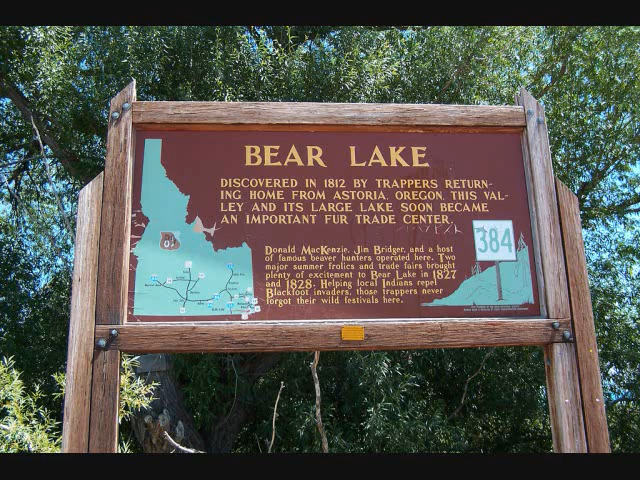 BEAR LAKE
DISCOVERED IN 1812 BY TRAPPERS RETURN-
ING HOME FROM ASTORIA, OREGON, THIS VAL-
LEY AND ITS LARGE LAKE SOON BECAME
AN IMPORTANT FUR TRADE CENTER.
384
Donald MacKenzie, Jim Bridger, and a host
of famous beaver hunters operated here. Two
major summer frolics and trade fairs brought
plenty of excitement to Bear Lake in 1827
and 1828. Helping local Indians repel
Blackfoot invaders, those trappers never
forgot their wild festivals here.